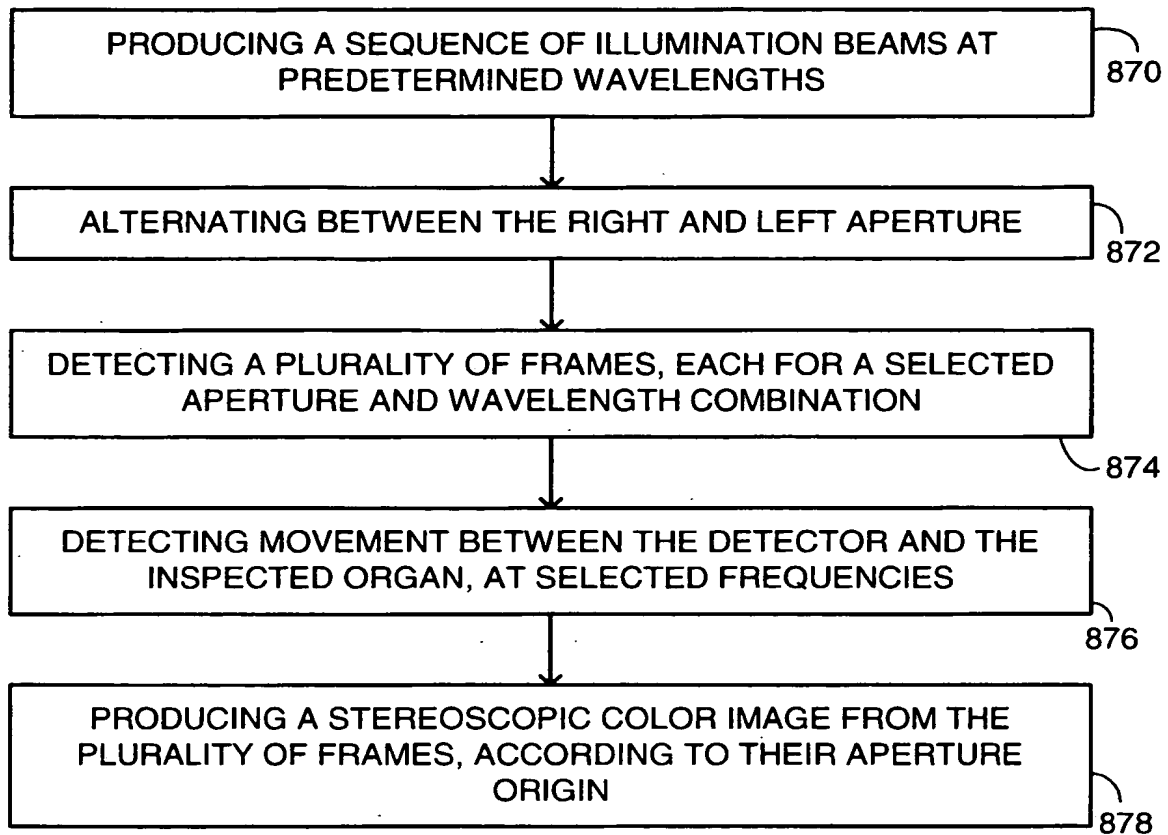 PRODUCING A SEQUENCE OF ILLUMINATION BEAMS AT
PREDETERMINED WAVELENGTHS
870
ALTERNATING BETWEEN THE RIGHT AND LEFT APERTURE
872
DETECTING A PLURALITY OF FRAMES, EACH FOR A SELECTED
APERTURE AND WAVELENGTH COMBINATION
874
DETECTING MOVEMENT BETWEEN THE DETECTOR AND THE
INSPECTED ORGAN, AT SELECTED FREQUENCIES
876
PRODUCING A STEREOSCOPIC COLOR IMAGE FROM THE
PLURALITY OF FRAMES, ACCORDING TO THEIR APERTURE
ORIGIN
878